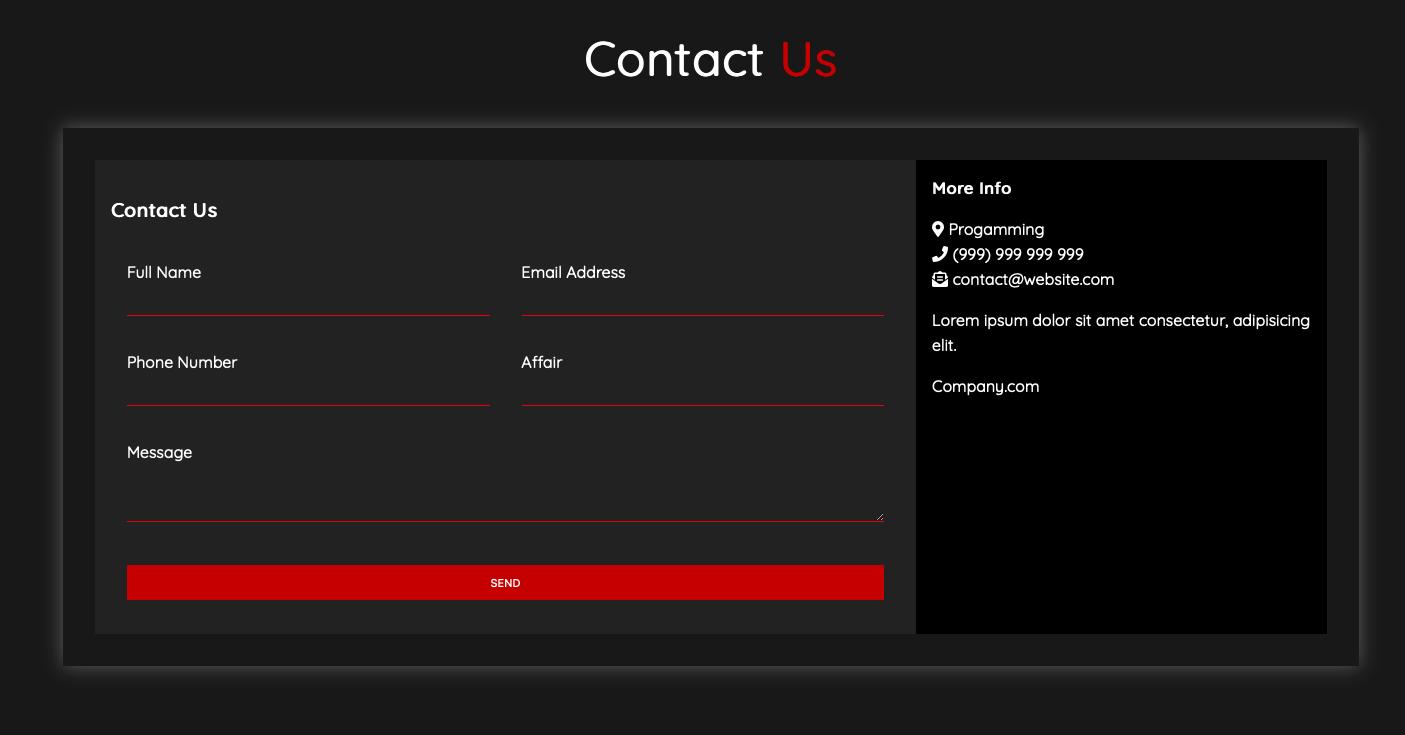 Contact Us
Contact Us
Full Name
Email Address
Phone Number
Affair
Message
SEND
More Info
Progamming
(999) 999 999 999
contact@website.com
Lorem ipsum dolor sit amet consectetur, adipisicing
elit.
Company.com